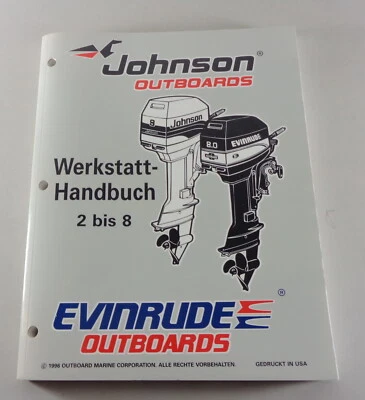 Johnson®
OUTBOARDS
8
8.0 EVINRUDE
Werkstatt-
Handbuch
2 bis 8
EVINRUDE®
OUTBOARDS
© 1996 OUTBOARD MARINE CORPORATION. ALLE RECHTE VORBEHALTEN. GEDRUCKT IN USA